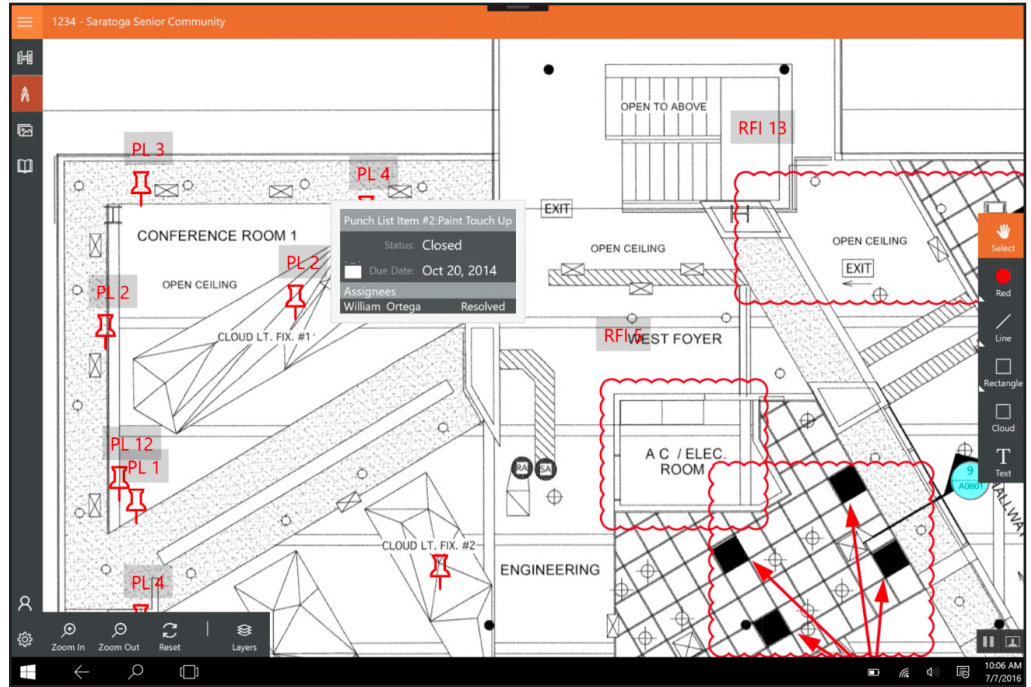 1234 - Saratoga Senior Community
OPEN TO ABOVE
RFI 13
PL 3
PL 4
EXIT
Punch List Item #2:Paint Touch Up
Status: Closed
Due Date: Oct 20, 2014
Assignees
William Ortega Resolved
CONFERENCE ROOM 1
OPEN CEILING
PL 2
PL 2
CLOUD LT. FIX. #1
OPEN CEILING
OPEN CEILING
EXIT
Select
Red
Line
Rectangle
Cloud
Text
RFI 5
WEST FOYER
PL 12
PL 1
RA
SA
A C / ELEC.
ROOM
9
A0801
HALLWAY
CLOUD LT. FIX. #2
ENGINEERING
PL 4
Zoom In
Zoom Out
Reset
Layers
10:06 AM
7/7/2016